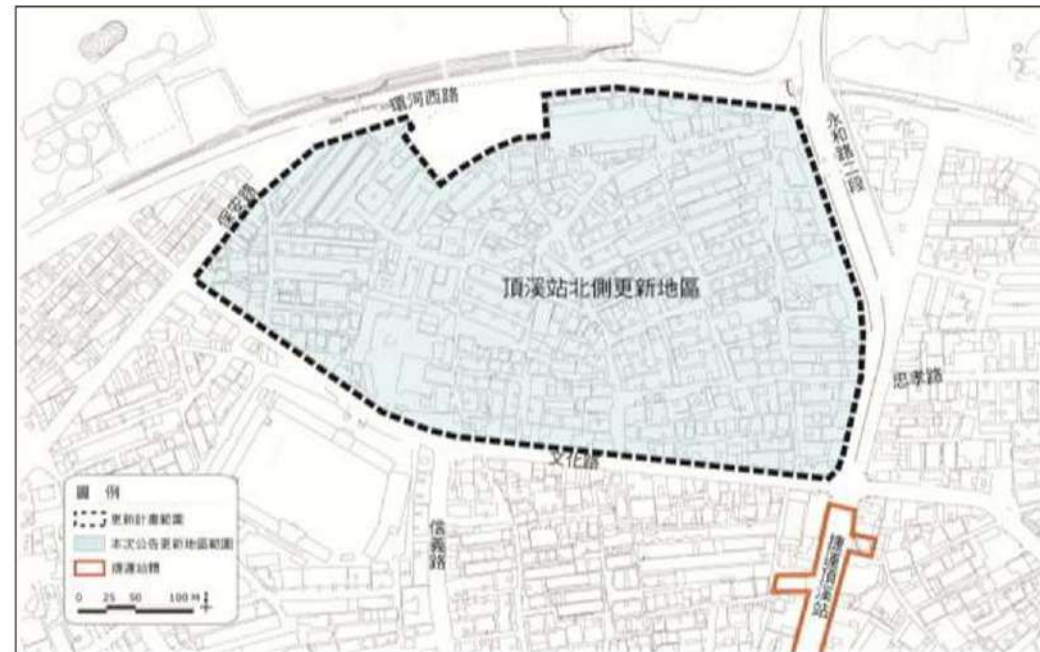 環河西路
永和路二段
保安路
頂溪站北側更新地區
忠孝路
文化路
信義路
捷運頂溪站
圖 例
更新計畫範圍
本次公告更新地區範圍
捷運站體
0 25 50 100 M